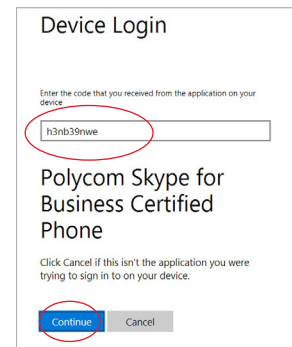 Device Login
Enter the code that you received from the application on your
device
h3nb39nwe
Polycom Skype for
Business Certified
Phone
Click Cancel if this isn't the application you were
trying to sign in to on your device.
Continue
Cancel